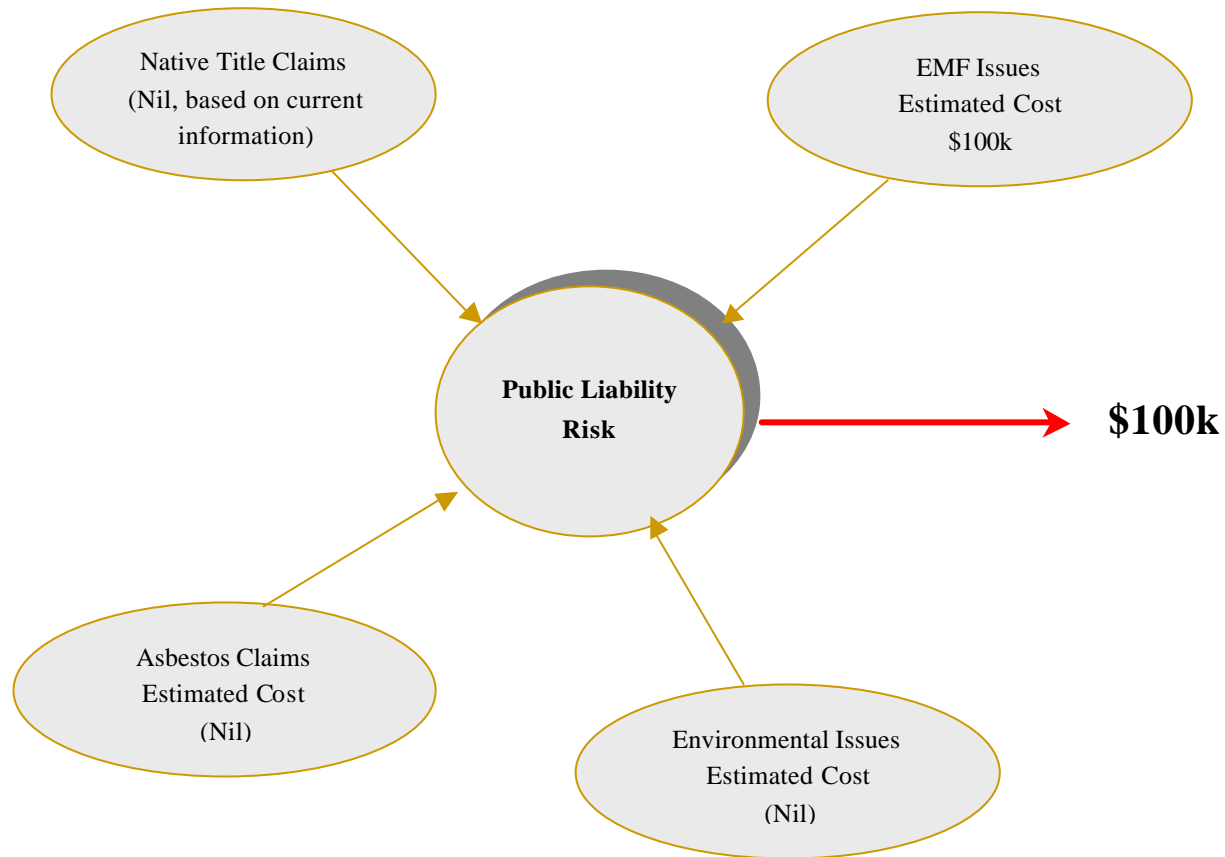 Native Title Claims
(Nil, based on current
information)
EMF Issues
Estimated Cost
$100k
Public Liability
Risk
$100k
Asbestos Claims
Estimated Cost
(Nil)
Environmental Issues
Estimated Cost
(Nil)